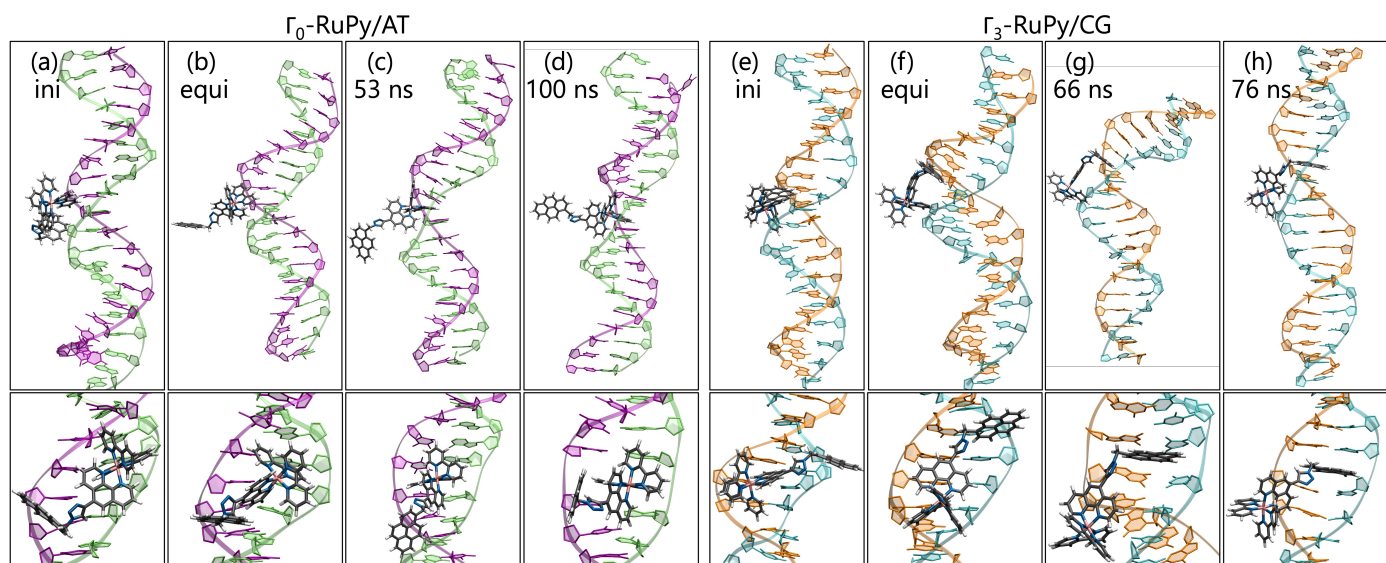 Γ₀-RuPy/AT
Γ₃-RuPy/CG
(a)
ini
(b)
equi
(c)
53 ns
(d)
100 ns
(e)
ini
(f)
equi
(g)
66 ns
(h)
76 ns